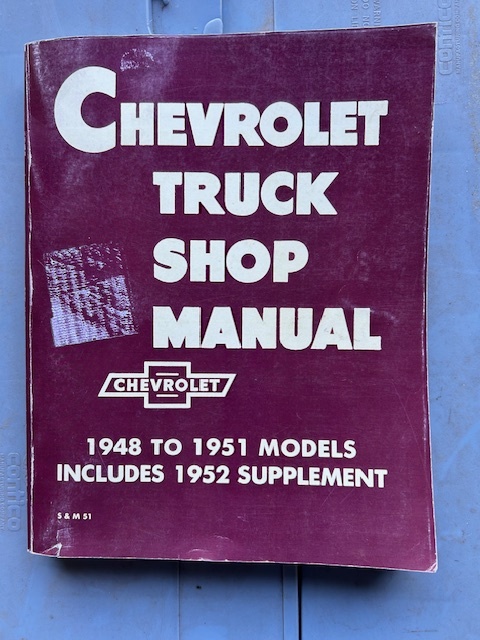 CHEVROLET
TRUCK
SHOP
MANUAL
CHEVROLET
1948 TO 1951 MODELS
INCLUDES 1952 SUPPLEMENT
S & M 51